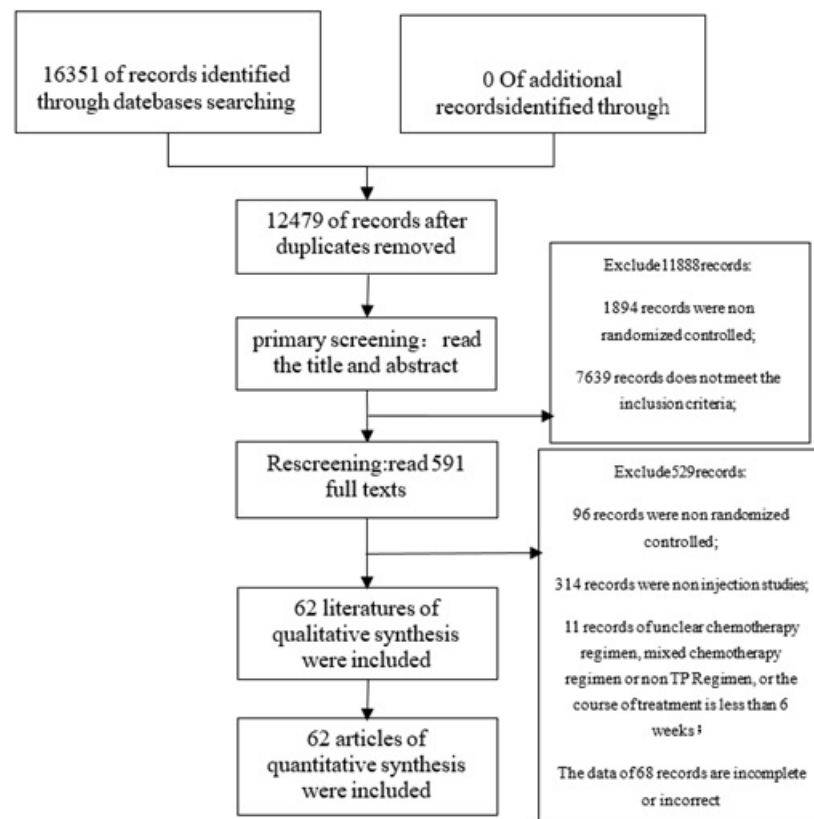 16351 of records identified
through datebases searching
0 Of additional
recordsidentified through
12479 of records after
duplicates removed
Exclude11888records:
1894 records were non
randomized controlled;
7639 records does not meet the
inclusion criteria;
primary screening：read
the title and abstract
Rescreening:read 591
full texts
Exclude529records:
96 records were non randomized
controlled;
314 records were non injection studies;
11 records of unclear chemotherapy
regimen, mixed chemotherapy
regimen or non TP Regimen, or the
course of treatment is less than 6
weeks；
The data of 68 records are incomplete
or incorrect
62 literatures of
qualitative synthesis
were included
62 articles of
quantitative synthesis
were included